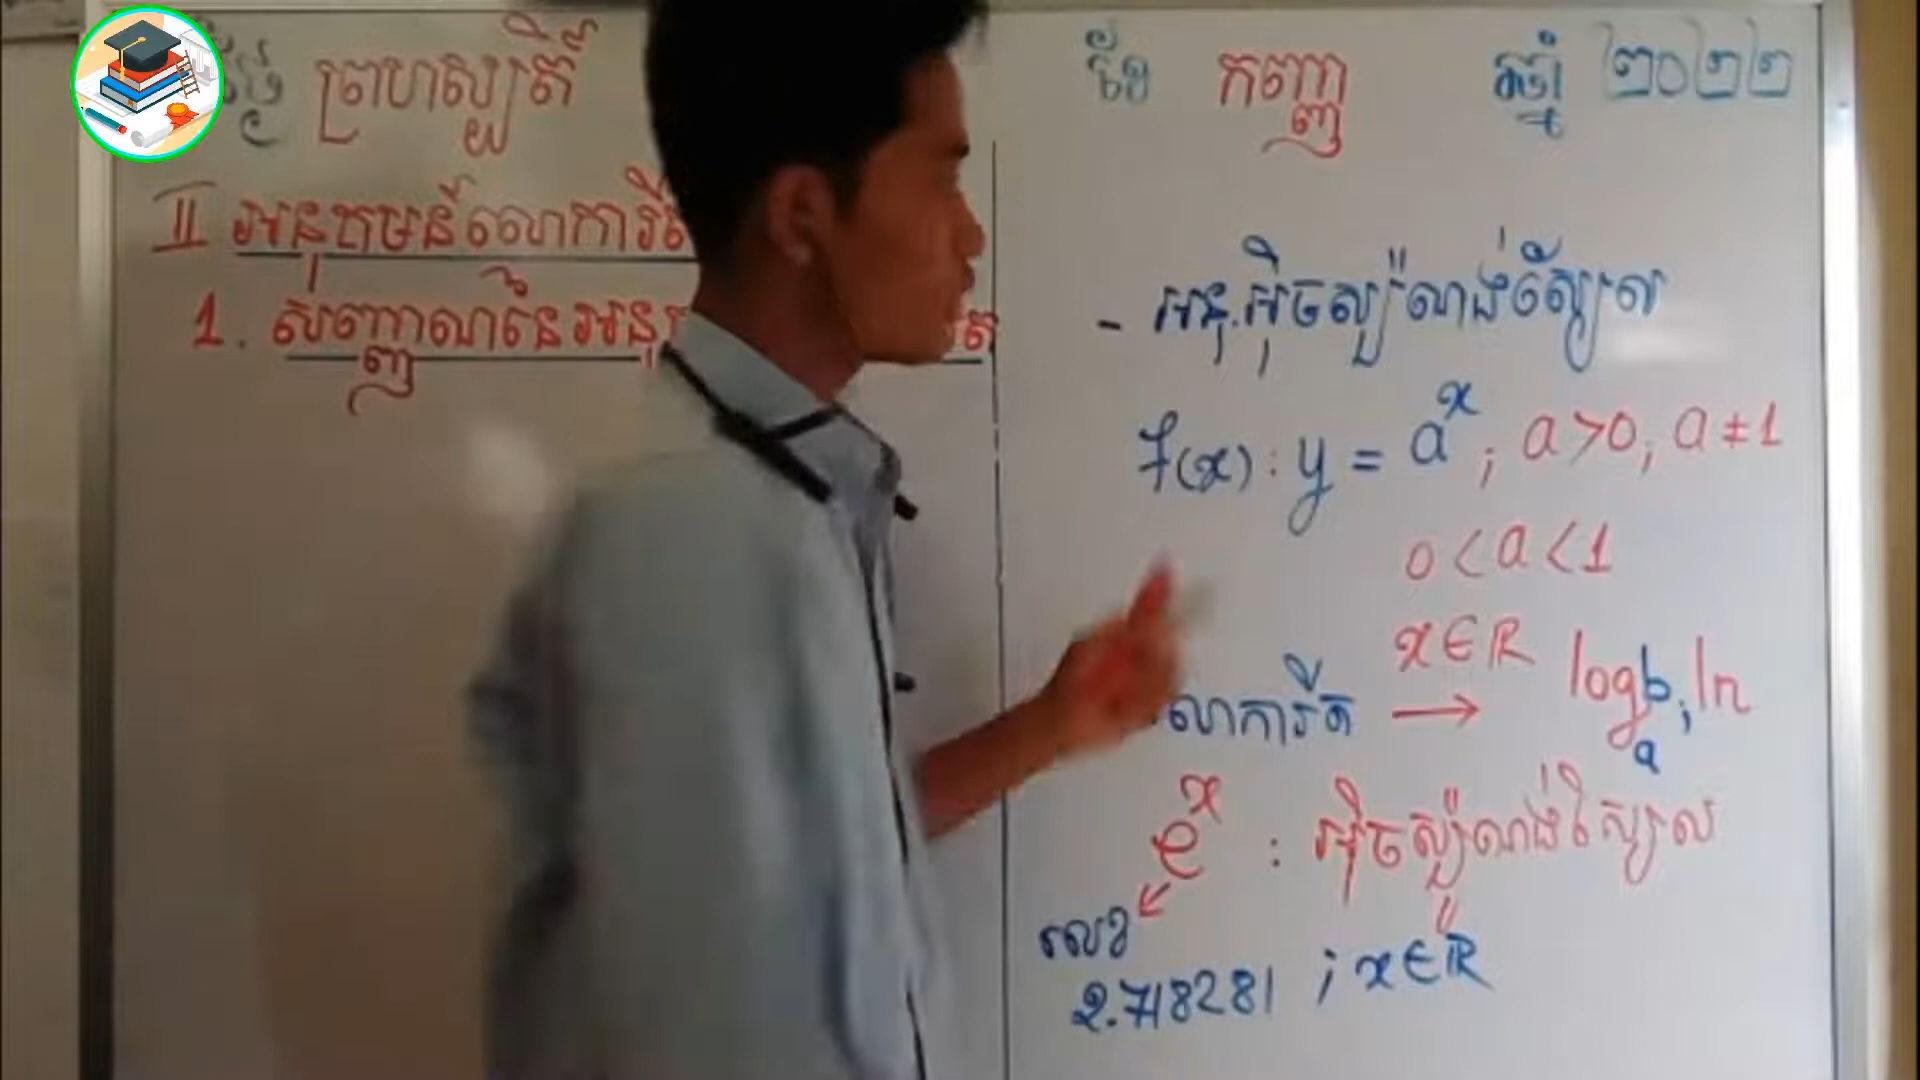 ថ្ងៃ ព្រហស្បតិ៍ ខែ កញ្ញា ឆ្នាំ ២០២២
II អនុគមន៍លោការីត
1. សញ្ញាណនៃអនុ
- អនុ.អ៊ិចស្ប៉ូណង់ស្យែល
f(x) : y = a^x ; a>0, a ± 1
0 < a < 1
x∈ℝ
លោការីត → log_a b ; ln
e^x : អ៊ិចស្ប៉ូណង់ស្យែល
លេខ
2.718281 ; x∈ℝ